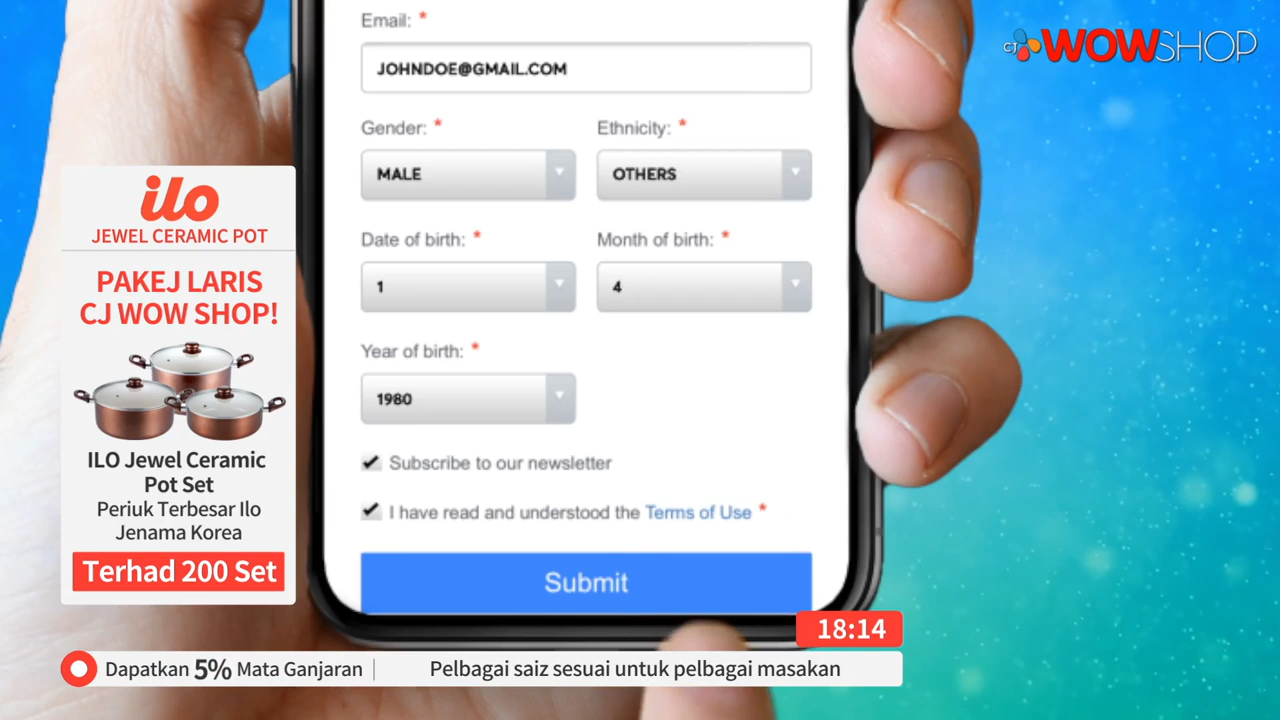 Email: *
JOHNDOE@GMAIL.COM
Gender: *
Ethnicity: *
MALE
OTHERS
Date of birth: *
Month of birth: *
1
4
Year of birth: *
1980
Subscribe to our newsletter
I have read and understood the Terms of Use *
Submit
CJ WOWSHOP
ilo
JEWEL CERAMIC POT
PAKEJ LARIS
CJ WOW SHOP!
ILO Jewel Ceramic
Pot Set
Periuk Terbesar Ilo
Jenama Korea
Terhad 200 Set
18:14
Dapatkan 5% Mata Ganjaran | Pelbagai saiz sesuai untuk pelbagai masakan